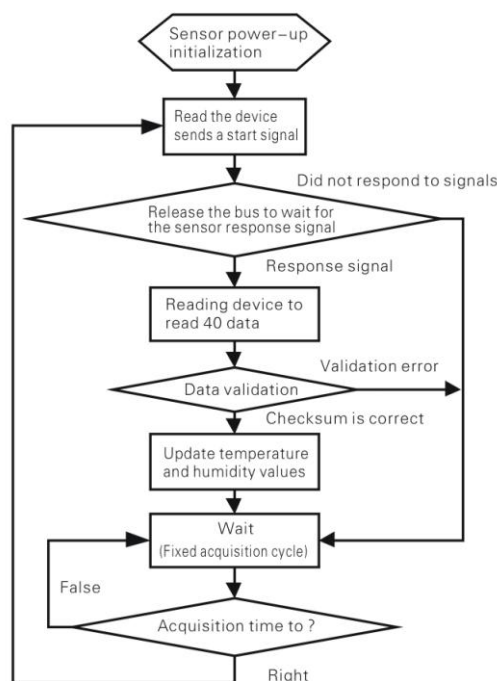 Sensor power-up
initialization
Read the device
sends a start signal
Did not respond to signals
Release the bus to wait for
the sensor response signal
Response signal
Reading device to
read 40 data
Validation error
Data validation
Checksum is correct
Update temperature
and humidity values
Wait
(Fixed acquisition cycle)
False
Acquisition time to ?
Right